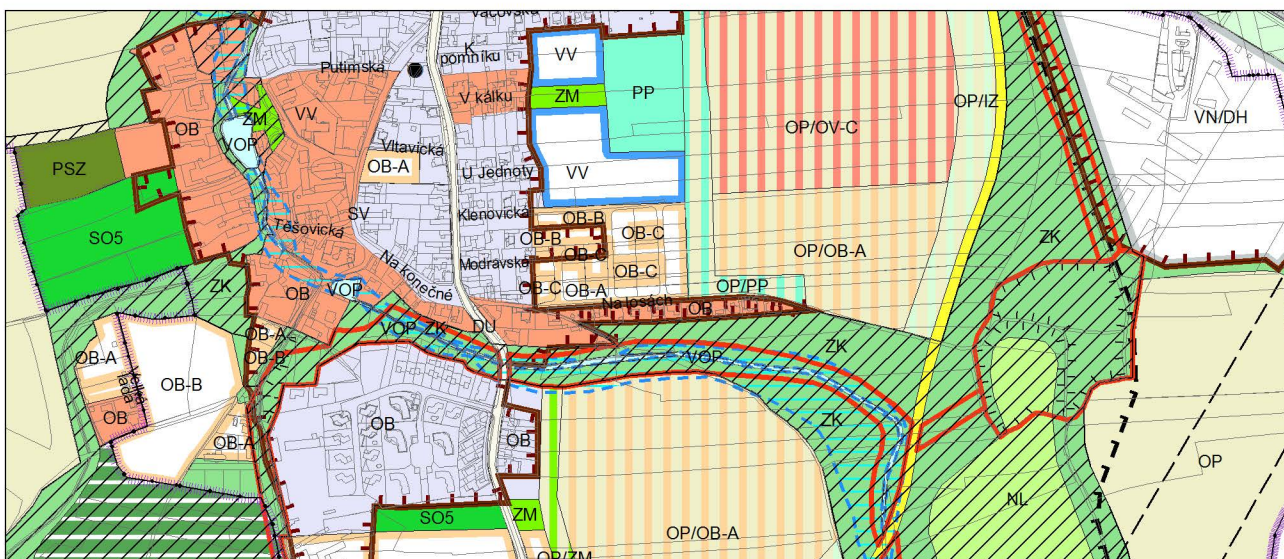 Vacovská
K
pomníku
Putimská
VV
OB
ZM
VV
V kálku
ZM
PP
OP/OV-C
OP/IZ
VN/DH
VOP
PSZ
Vltavická
OB-A
U Jednoty
VV
SO5
SV
Těšovická
Klenovická
OB-B
OB-B
OB-C
OB-C
Modravská
OB-C
OB-C
OB-A
OP/OB-A
ZK
ZK
OB
VOP
Na konečné
OP/PP
Na losách
OB
DU
VOP
ZK
VOP
ZK
OB-A
OB-B
OB-A
OB-B
OB
OB-A
OB
OB
ZK
OP
NL
SO5
ZM
OP/ZM
OP/OB-A